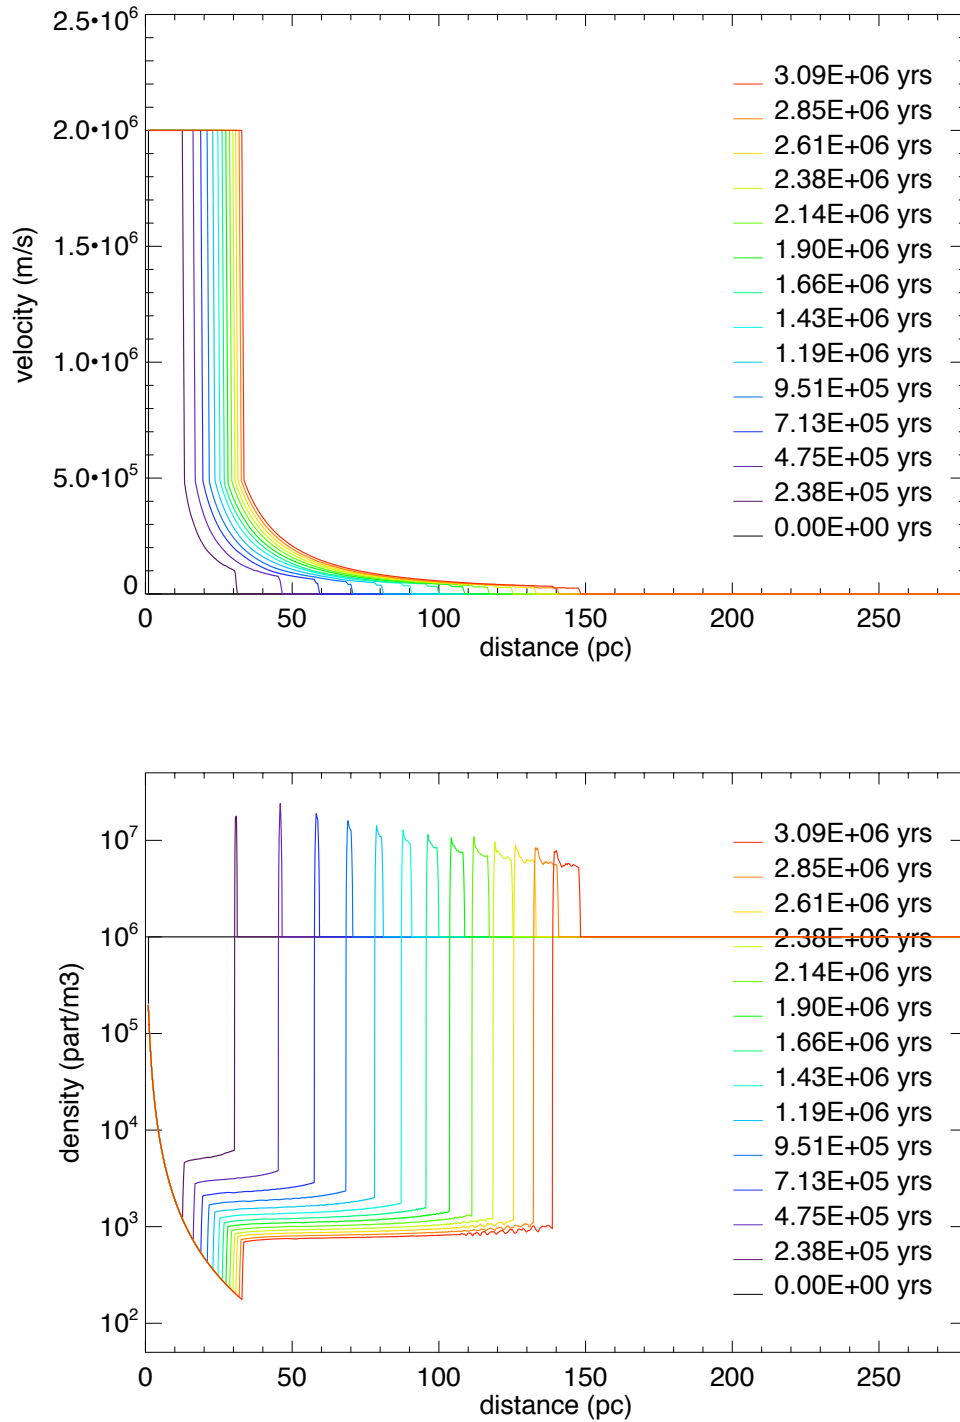 2.5•10⁶
2.0•10⁶
1.5•10⁶
1.0•10⁶
5.0•10⁵
0
velocity (m/s)
3.09E+06 yrs
2.85E+06 yrs
2.61E+06 yrs
2.38E+06 yrs
2.14E+06 yrs
1.90E+06 yrs
1.66E+06 yrs
1.43E+06 yrs
1.19E+06 yrs
9.51E+05 yrs
7.13E+05 yrs
4.75E+05 yrs
2.38E+05 yrs
0.00E+00 yrs
0 50 100 150 200 250
distance (pc)
10⁷
10⁶
10⁵
10⁴
10³
10²
density (part/m3)
3.09E+06 yrs
2.85E+06 yrs
2.61E+06 yrs
2.38E+06 yrs
2.14E+06 yrs
1.90E+06 yrs
1.66E+06 yrs
1.43E+06 yrs
1.19E+06 yrs
9.51E+05 yrs
7.13E+05 yrs
4.75E+05 yrs
2.38E+05 yrs
0.00E+00 yrs
0 50 100 150 200 250
distance (pc)